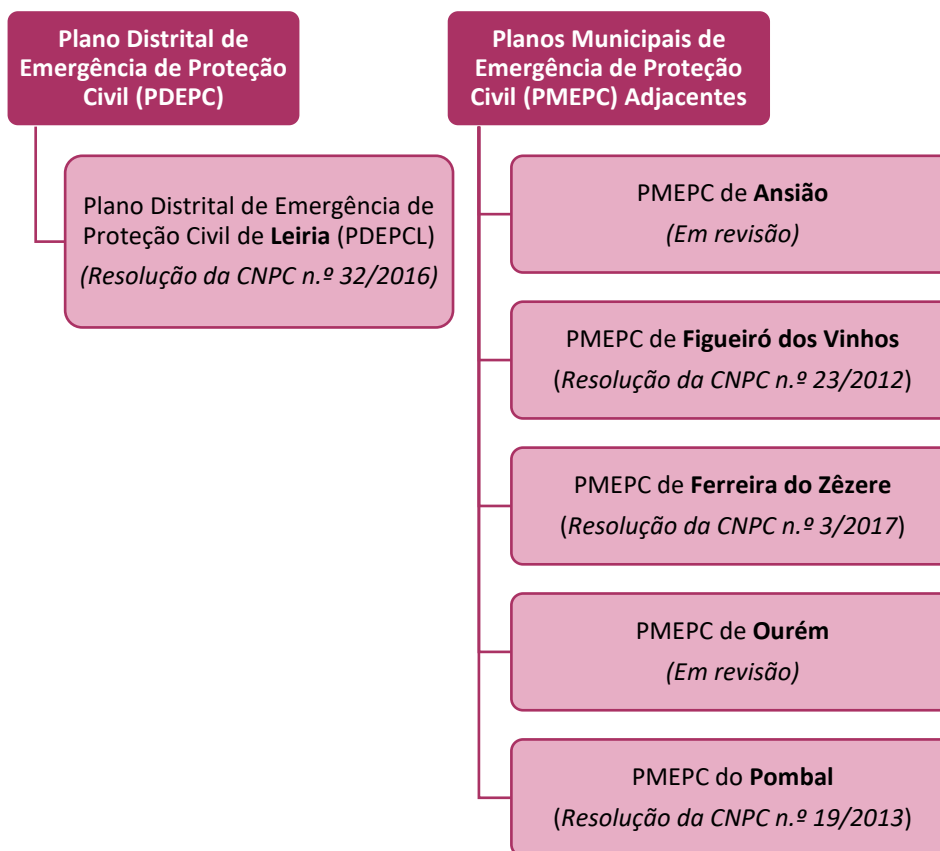 Plano Distrital de
Emergência de Proteção
Civil (PDEPC)
Plano Distrital de Emergência de
Proteção Civil de Leiria (PDEPCL)
(Resolução da CNPC n.º 32/2016)
Planos Municipais de
Emergência de Proteção
Civil (PMEPC) Adjacentes
PMEPC de Ansião
(Em revisão)
PMEPC de Figueiró dos Vinhos
(Resolução da CNPC n.º 23/2012)
PMEPC de Ferreira do Zêzere
(Resolução da CNPC n.º 3/2017)
PMEPC de Ourém
(Em revisão)
PMEPC do Pombal
(Resolução da CNPC n.º 19/2013)